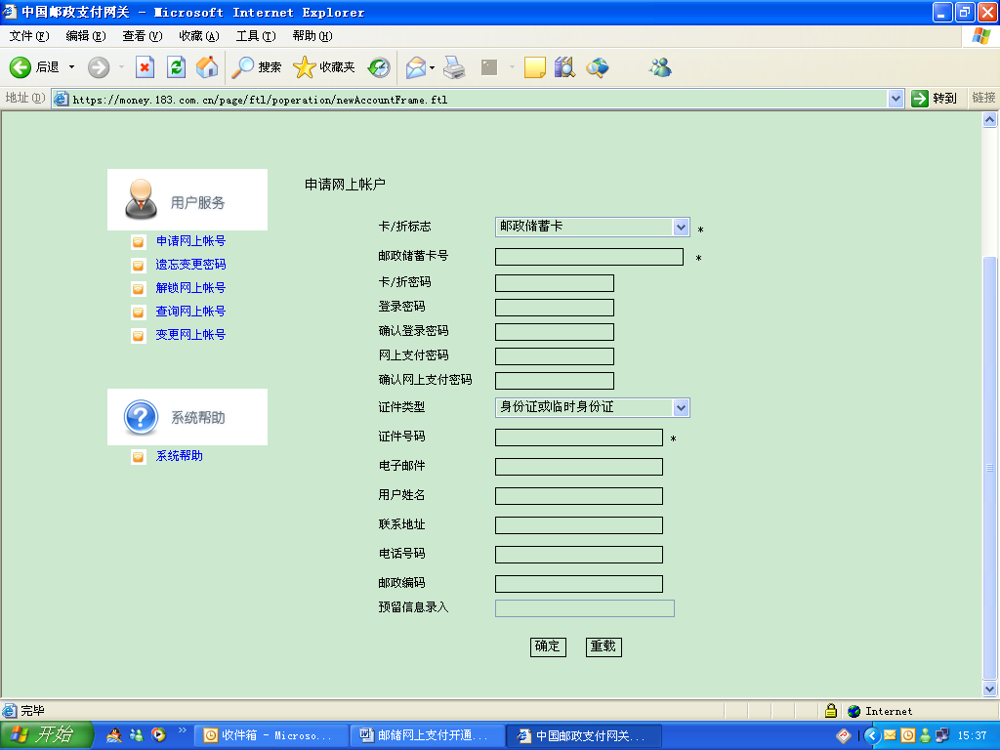 中国邮政支付网关 - Microsoft Internet Explorer
文件(F) 编辑(E) 查看(V) 收藏(A) 工具(T) 帮助(H)
后退 搜索 收藏夹
地址(D) https://money.183.com.cn/page/ftl/poperation/newAccountFrame.ftl 转到 链接
用户服务
申请网上帐号
遗忘变更密码
解锁网上帐号
查询网上帐号
变更网上帐号
系统帮助
系统帮助
申请网上帐户
卡/折标志 邮政储蓄卡 *
邮政储蓄卡号 *
卡/折密码
登录密码
确认登录密码
网上支付密码
确认网上支付密码
证件类型 身份证或临时身份证
证件号码 *
电子邮件
用户姓名
联系地址
电话号码
邮政编码
预留信息录入
确定 重载
完毕 Internet
开始 收件箱 - Microso... 邮储网上支付开通... 中国邮政支付网关... 15:37